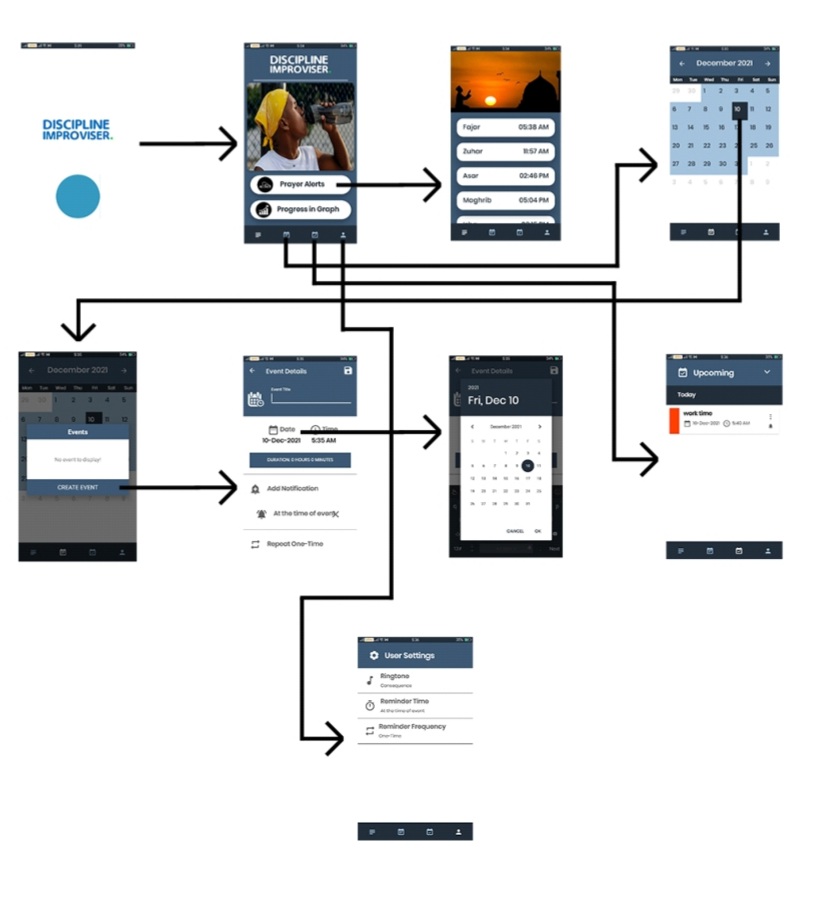 DISCIPLINE
IMPROVISER.
DISCIPLINE
IMPROVISER.
Prayer Alerts
Progress in Graph
Fajar 05:38 AM
Zuhar 11:57 AM
Asar 02:46 PM
Maghrib 05:04 PM
December 2021
Mon Tue Wed Thu Fri Sat Sun
29 30 1 2 3 4 5
6 7 8 9 10 11 12
13 14 15 16 18 19
20 21 22 23 25 26
27 28 29 30 1 2
3 4 5 6 8 9
December 2021
Mon Tue Wed Thu Fri Sat Sun
29 30 1 2 3 4 5
6 7 8 9 10 11 12
Events
No event to display!
CREATE EVENT
Event Details
Event Title
Date Time
10-Dec-2021 5:35 AM
DURATION: 0 HOURS 0 MINUTES
Add Notification
At the time of event
Repeat One-Time
Event Details
2021
Fri, Dec 10
December 2021
S M T W T F S
1 2 3 4
5 6 7 8 9 10 11
12 13 14 15 16 17 18
19 20 21 22 23 24 25
26 27 28 29 30 31
CANCEL OK
Next
Upcoming
Today
work time
5:40 AM
User Settings
Ringtone
Consequence
Reminder Time
At the time of event
Reminder Frequency
One-Time